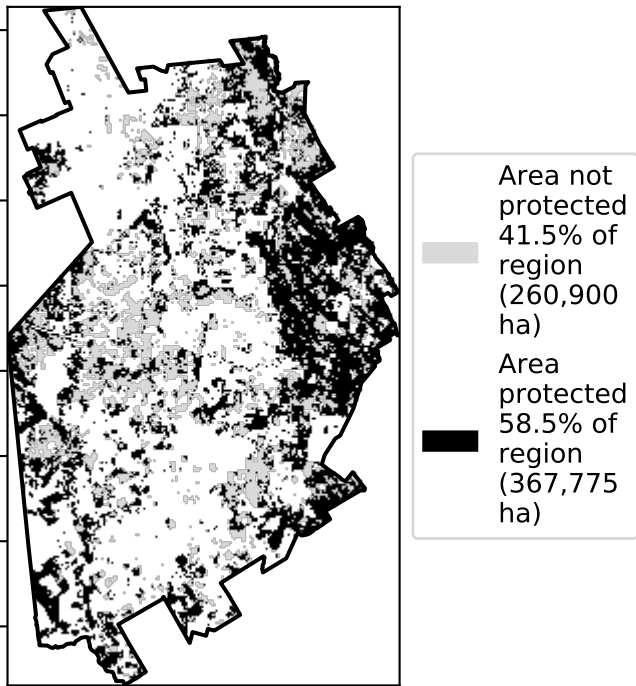 Area not
protected
41.5% of
region
(260,900
ha)
Area
protected
58.5% of
region
(367,775
ha)